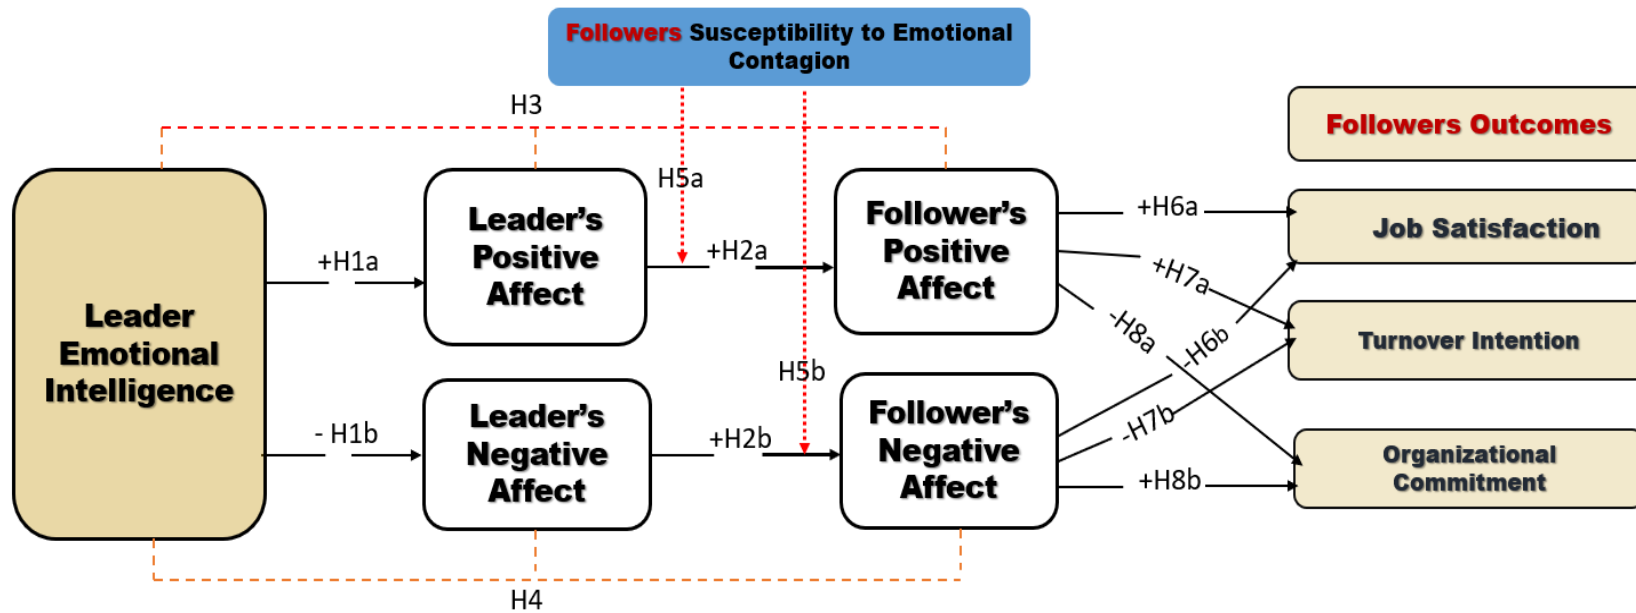 Followers Susceptibility to Emotional
Contagion
H3
Followers Outcomes
H5a
Leader
Emotional
Intelligence
+H1a
Leader's
Positive
Affect
+H2a
Follower's
Positive
Affect
+H6a
Job Satisfaction
+H7a
-H8a
-H6b
Turnover Intention
- H1b
Leader's
Negative
Affect
+H2b
H5b
Follower's
Negative
Affect
-H7b
+H8b
Organizational
Commitment
H4